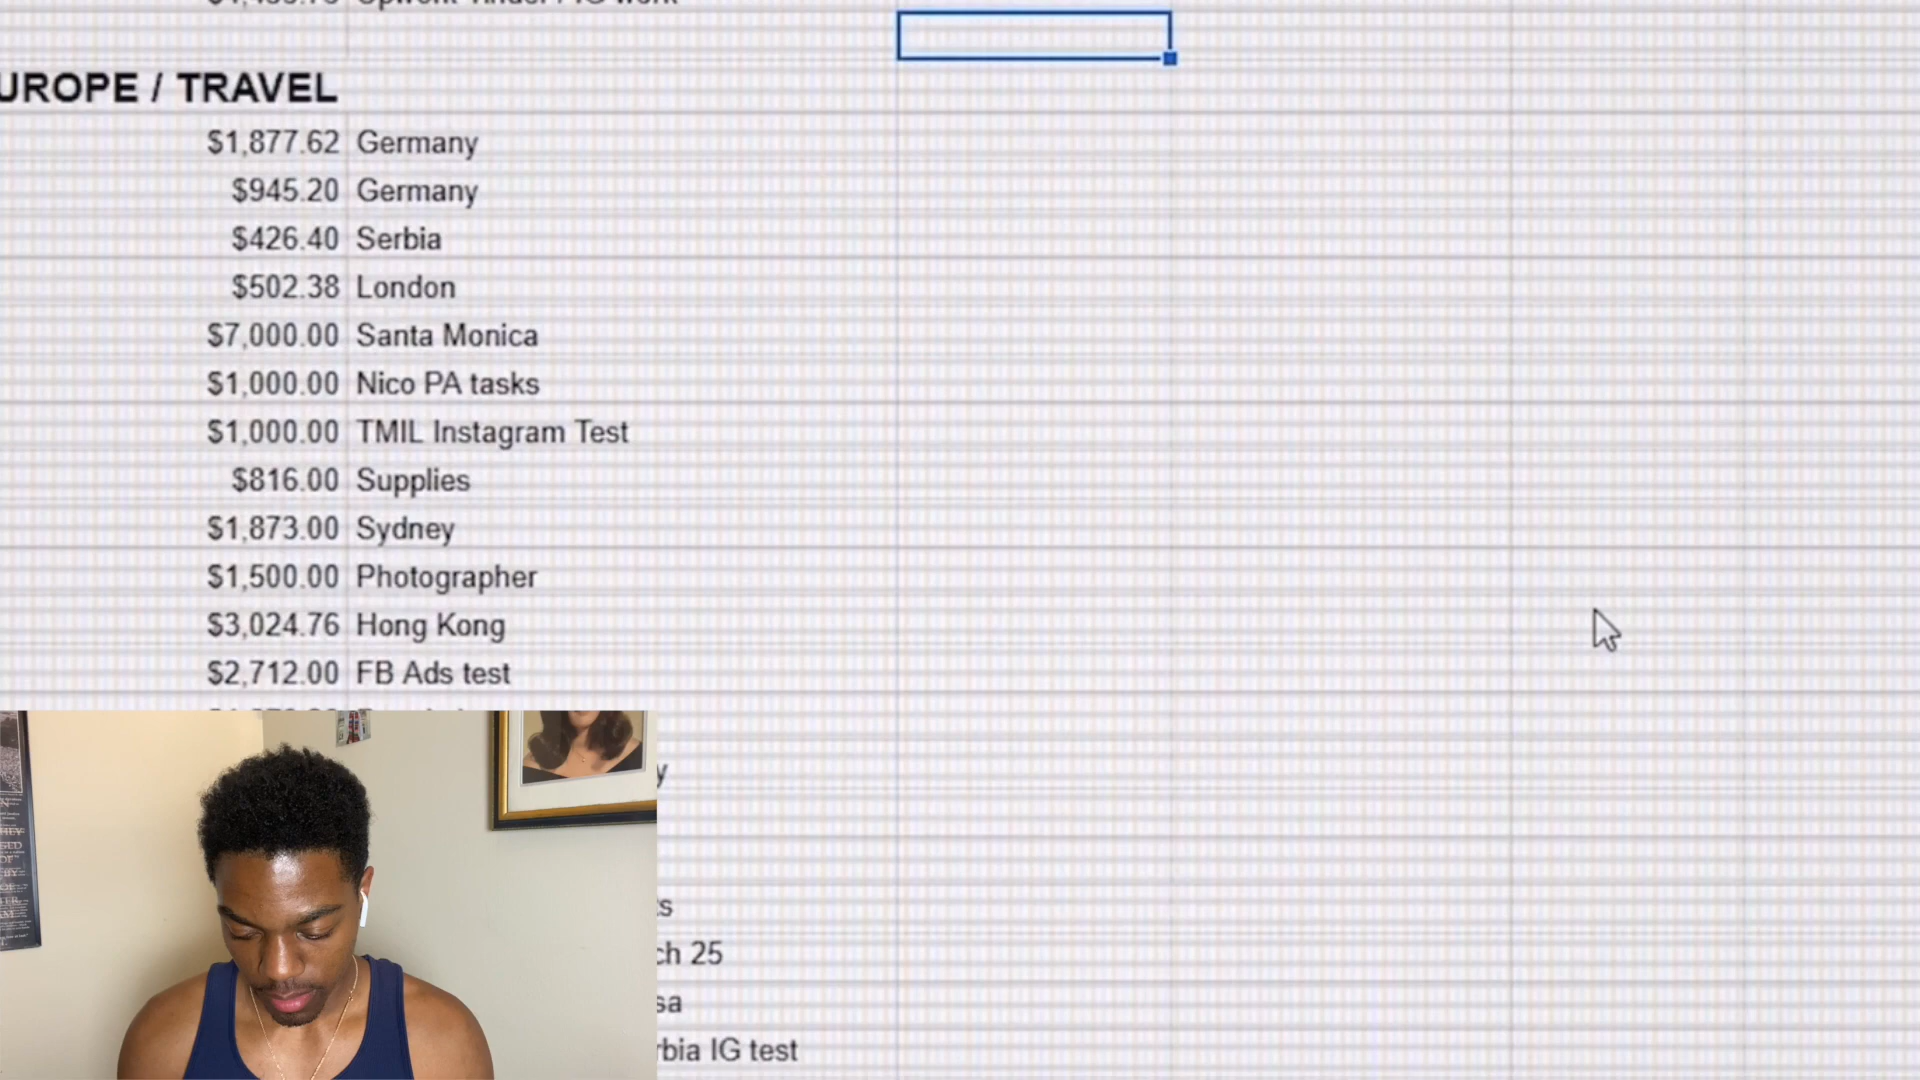 UROPE / TRAVEL
$1,877.62 Germany
$945.20 Germany
$426.40 Serbia
$502.38 London
$7,000.00 Santa Monica
$1,000.00 Nico PA tasks
$1,000.00 TMIL Instagram Test
$816.00 Supplies
$1,873.00 Sydney
$1,500.00 Photographer
$3,024.76 Hong Kong
$2,712.00 FB Ads test
y
ts
ch 25
sa
rbia IG test